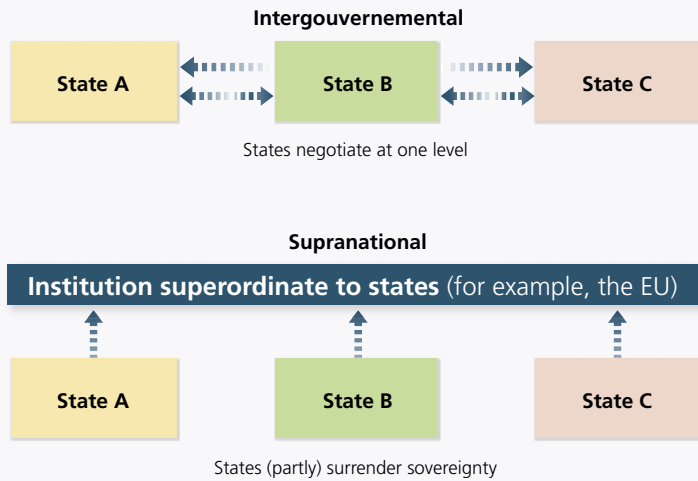 Intergouvernemental
State A
State B
State C
States negotiate at one level
Supranational
Institution superordinate to states (for example, the EU)
State A
State B
State C
States (partly) surrender sovereignty